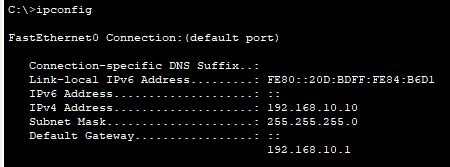 C:\>ipconfig
FastEthernet0 Connection:(default port)
Connection-specific DNS Suffix..:
Link-local IPv6 Address.........: FE80::20D:BDFF:FE84:B6D1
IPv6 Address....................: ::
IPv4 Address....................: 192.168.10.10
Subnet Mask.....................: 255.255.255.0
Default Gateway.................: ::
192.168.10.1